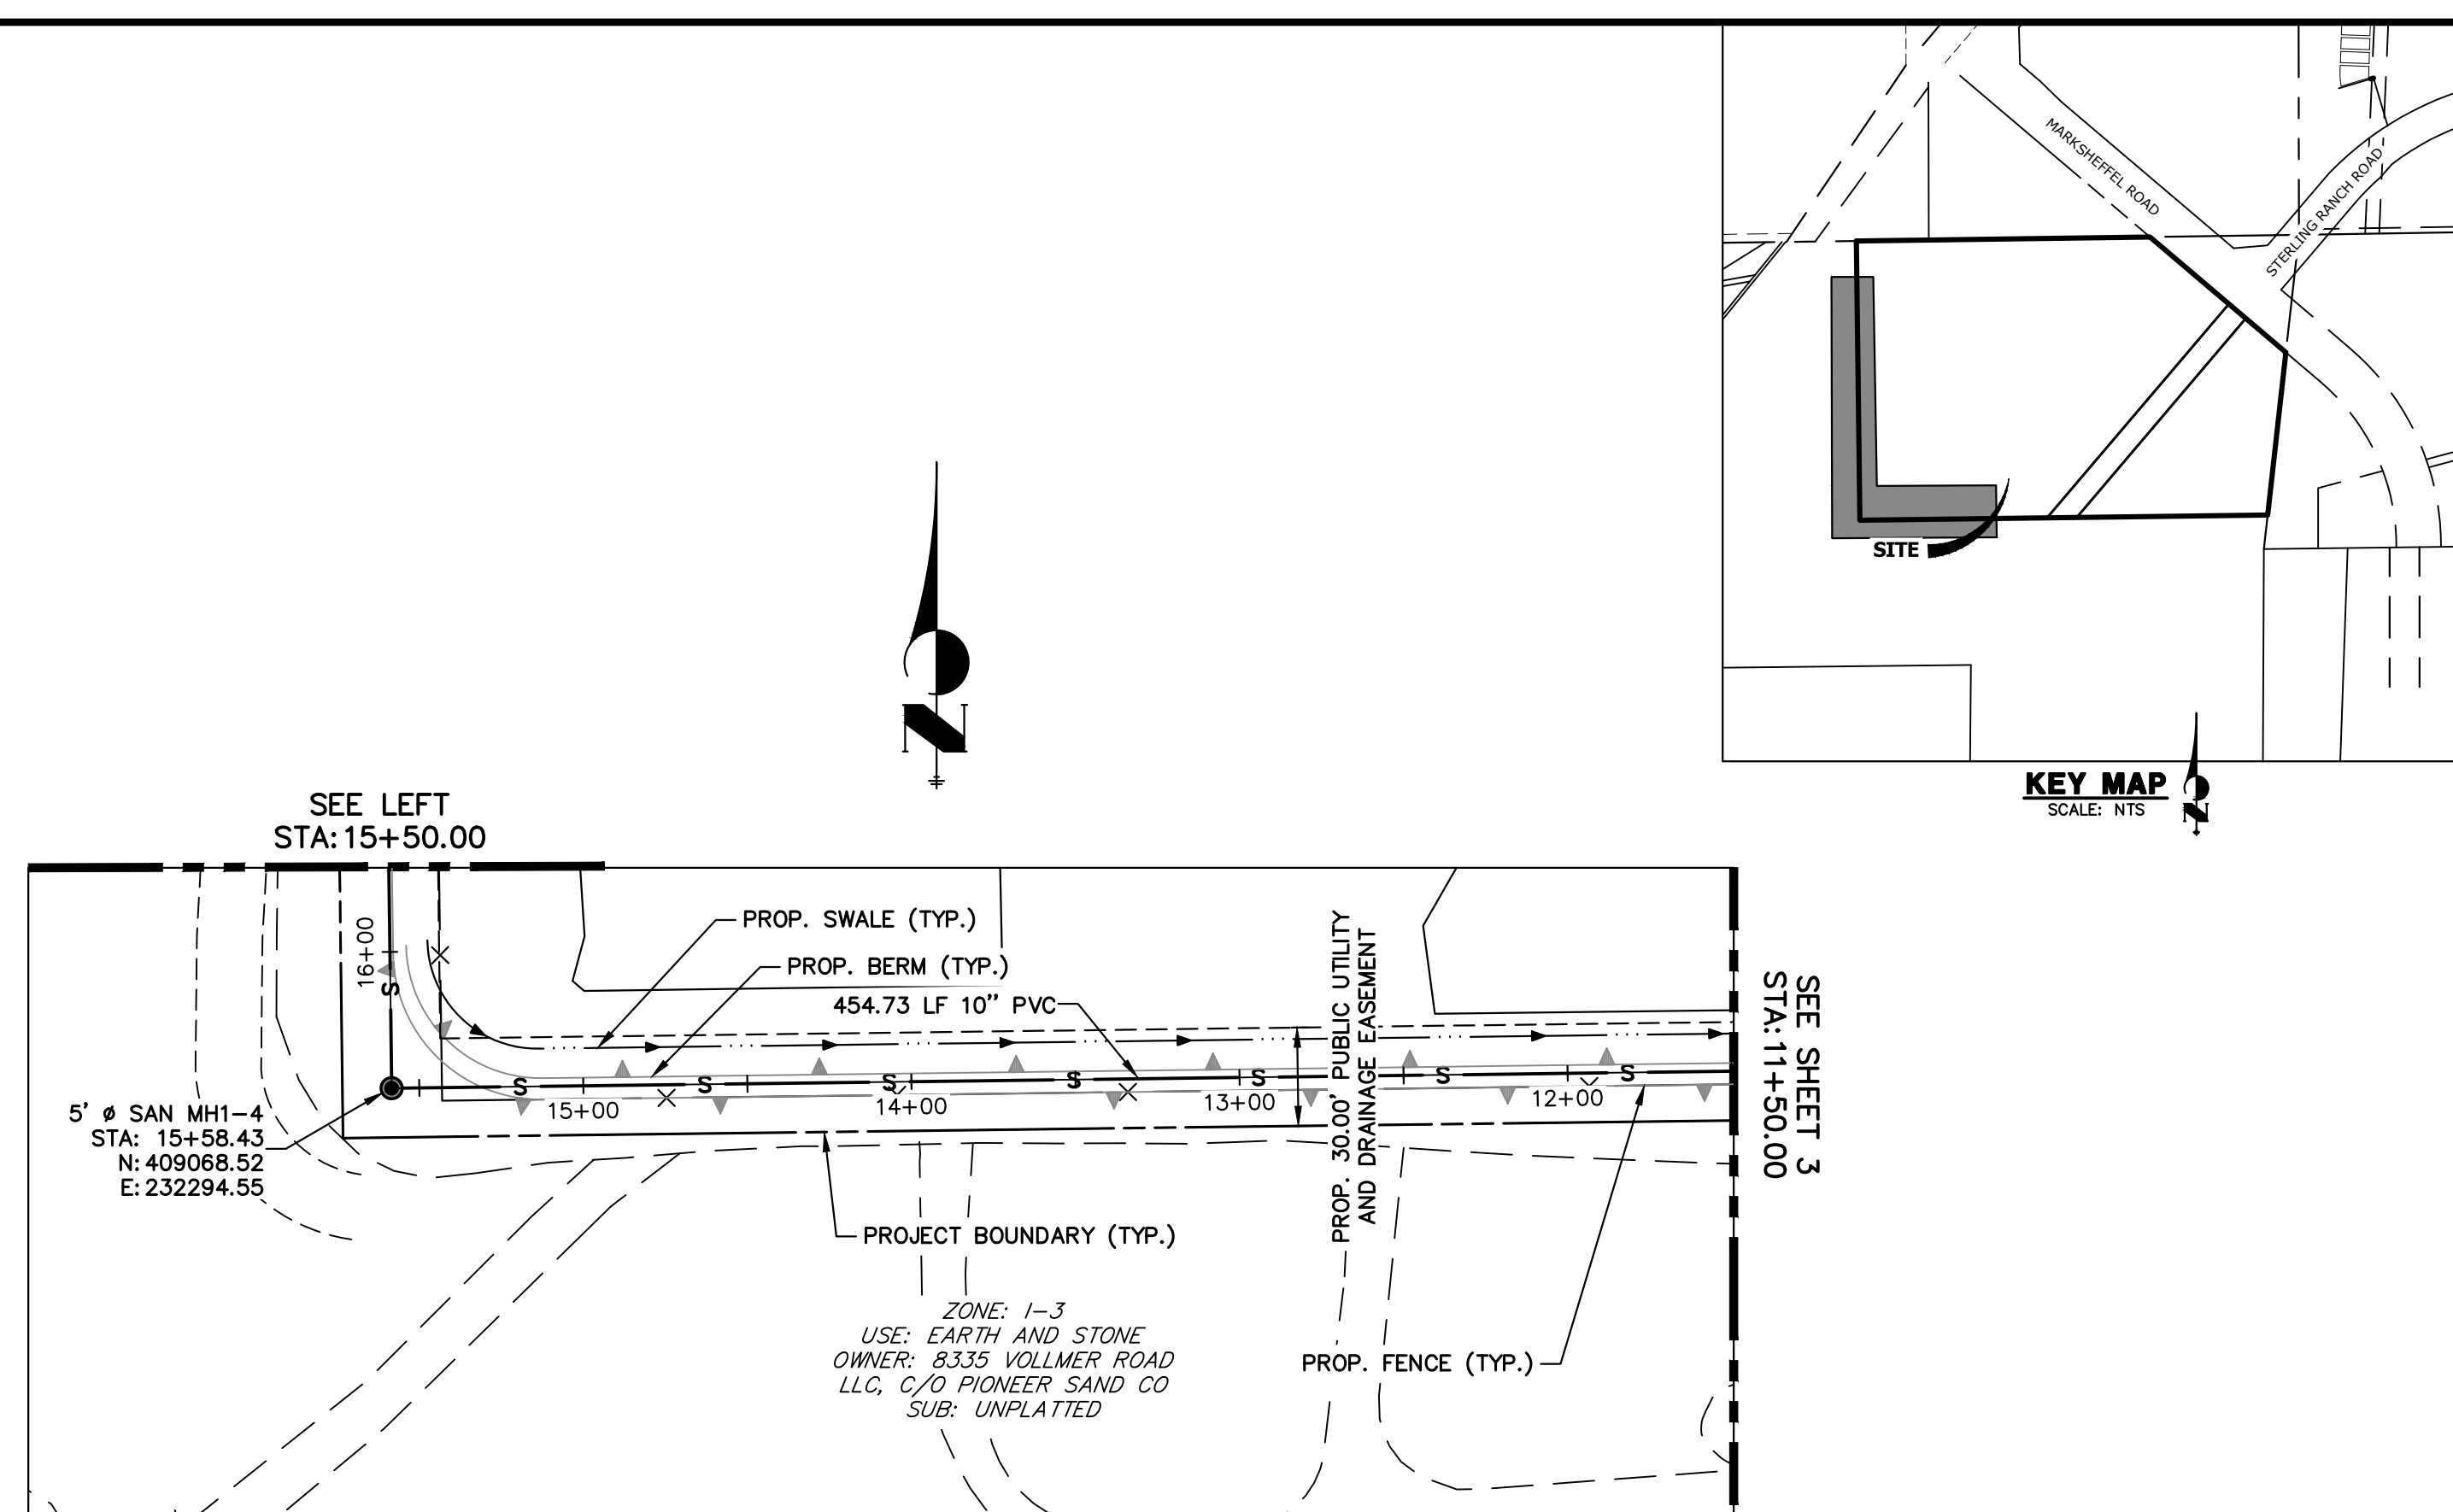 MARKSHEFFEL ROAD
STERLING RANCH ROAD
SITE
KEY MAP
SCALE: NTS
N
N
SEE LEFT
STA: 15+50.00
16+00
PROP. SWALE (TYP.)
PROP. BERM (TYP.)
454.73 LF 10" PVC
PROP. 30.00' PUBLIC UTILITY
AND DRAINAGE EASEMENT
SEE SHEET 3
STA: 11+50.00
S
S
S
S
S
S
S
S
15+00
14+00
13+00
12+00
5' Ø SAN MH1-4
STA: 15+58.43
N: 409068.52
E: 232294.55
PROJECT BOUNDARY (TYP.)
ZONE: I-3
USE: EARTH AND STONE
OWNER: 8335 VOLLMER ROAD
LLC, C/O PIONEER SAND CO
SUB: UNPLATTED
PROP. FENCE (TYP.)